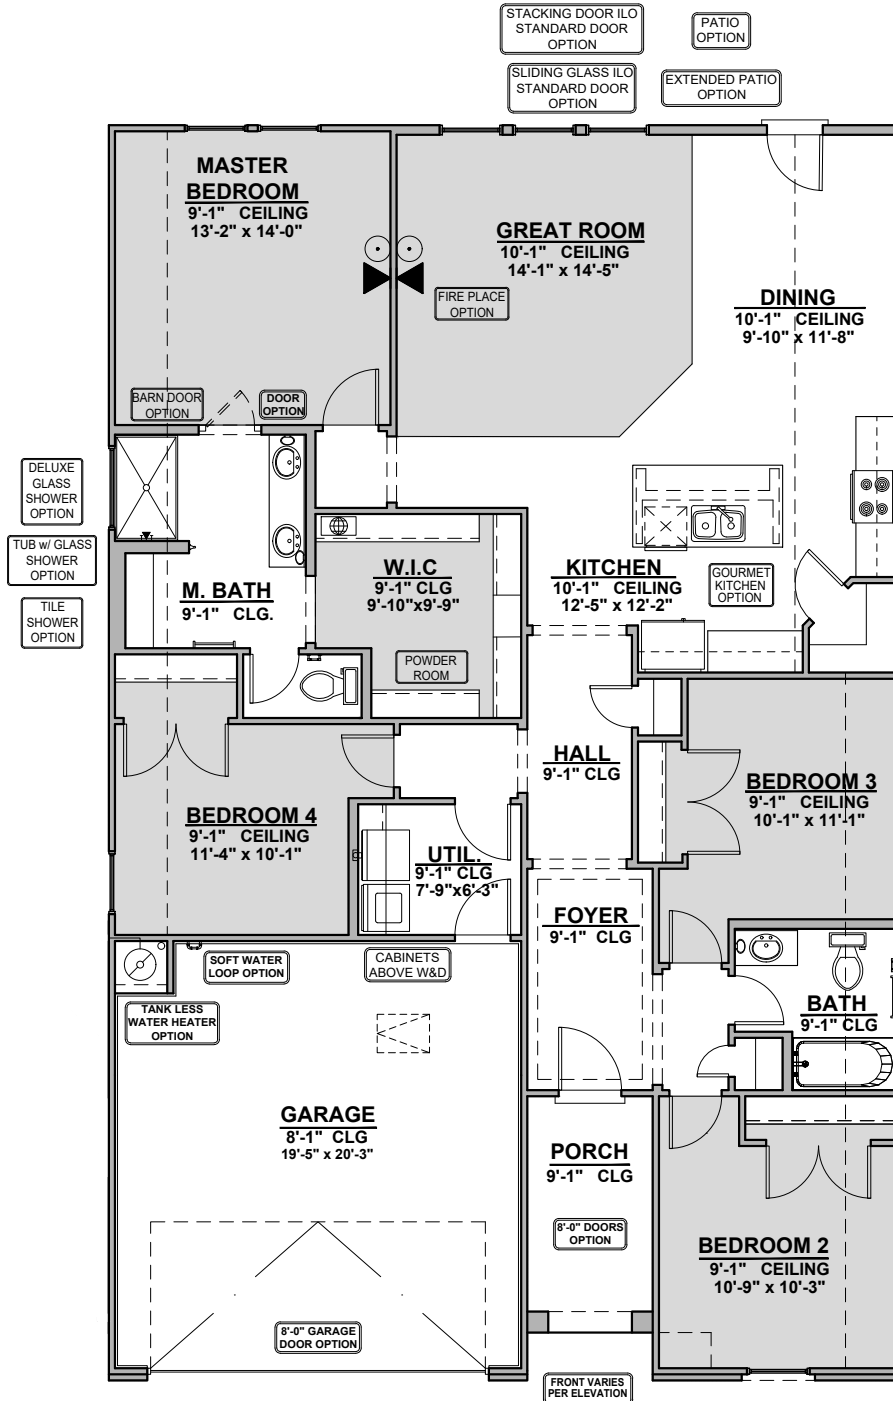 STACKING DOOR ILO
STANDARD DOOR
OPTION
PATIO
OPTION
SLIDING GLASS ILO
STANDARD DOOR
OPTION
EXTENDED PATIO
OPTION
MASTER
BEDROOM
9'-1" CEILING
13'-2" x 14'-0"
GREAT ROOM
10'-1" CEILING
14'-1" x 14'-5"
FIRE PLACE
OPTION
DINING
10'-1" CEILING
9'-10" x 11'-8"
BARN DOOR
OPTION
DOOR
OPTION
DELUXE
GLASS
SHOWER
OPTION
TUB w/ GLASS
SHOWER
OPTION
TILE
SHOWER
OPTION
M. BATH
9'-1" CLG.
W.I.C
9'-1" CLG
9'-10"x9'-9"
POWDER
ROOM
KITCHEN
10'-1" CEILING
12'-5" x 12'-2"
GOURMET
KITCHEN
OPTION
HALL
9'-1" CLG
BEDROOM 3
9'-1" CEILING
10'-1" x 11'-1"
BEDROOM 4
9'-1" CEILING
11'-4" x 10'-1"
UTIL.
9'-1" CLG
7'-9"x6'-3"
FOYER
9'-1" CLG
SOFT WATER
LOOP OPTION
CABINETS
ABOVE W&D
TANK LESS
WATER HEATER
OPTION
BATH
9'-1" CLG
GARAGE
8'-1" CLG
19'-5" x 20'-3"
PORCH
9'-1" CLG
8'-0" DOORS
OPTION
BEDROOM 2
9'-1" CEILING
10'-9" x 10'-3"
8'-0" GARAGE
DOOR OPTION
FRONT VARIES
PER ELEVATION